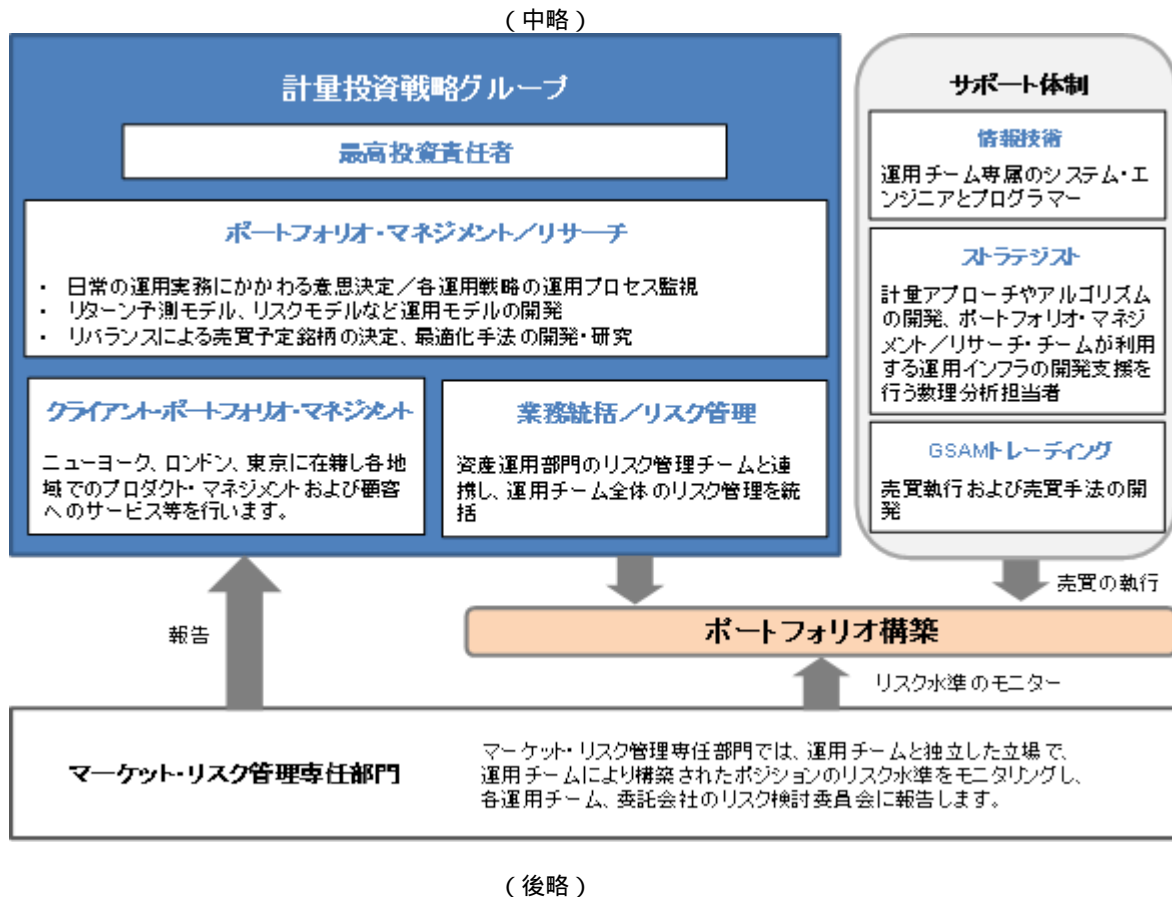 （中略）
計量投資戦略グループ
最高投資責任者
ポートフォリオ・マネジメント／リサーチ
・ 日常の運用実務にかかわる意思決定／各運用戦略の運用プロセス監視
・ リターン予測モデル、リスクモデルなど運用モデルの開発
・ リバランスによる売買予定銘柄の決定、最適化手法の開発・研究
クライアント・ポートフォリオ・マネジメント
ニューヨーク、ロンドン、東京に在籍し各地
域でのプロダクト・マネジメントおよび顧客
へのサービス等を行います。
業務統括／リスク管理
資産運用部門のリスク管理チームと連
携し、運用チーム全体のリスク管理を統
括
サポート体制
情報技術
運用チーム専属のシステム・エ
ンジニアとプログラマー
ストラテジスト
計量アプローチやアルゴリズム
の開発、ポートフォリオ・マネジ
メント／リサーチ・チームが利用
する運用インフラの開発支援を
行う数理分析担当者
GSAMトレーディング
売買執行および売買手法の開
発
売買の執行
報告
ポートフォリオ構築
リスク水準のモニター
マーケット・リスク管理専任部門
マーケット・リスク管理専任部門では、運用チームと独立した立場で、
運用チームにより構築されたポジションのリスク水準をモニタリングし、
各運用チーム、委託会社のリスク検討委員会に報告します。
（後略）